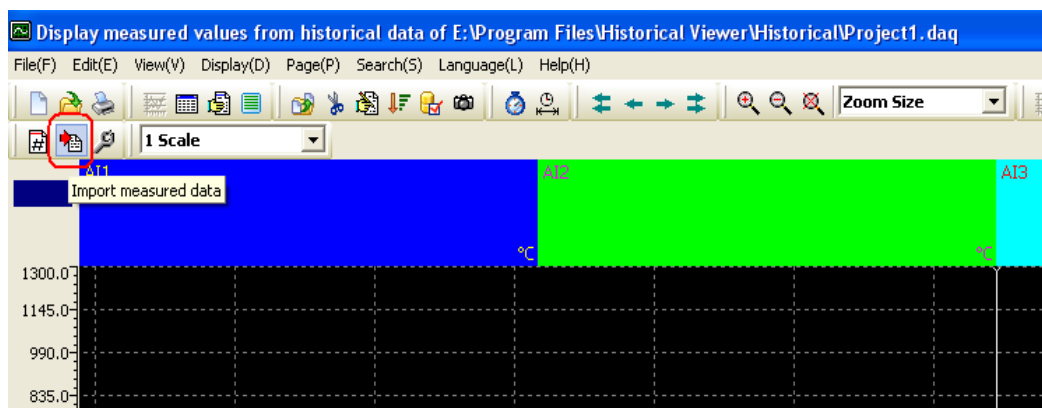 Display measured values from historical data of E:\Program Files\Historical Viewer\Historical\Project1.daq
File(F) Edit(E) View(V) Display(D) Page(P) Search(S) Language(L) Help(H)
Zoom Size
1 Scale
AI1 AI2 AI3
Import measured data
°C °C
1300.0
1145.0
990.0
835.0